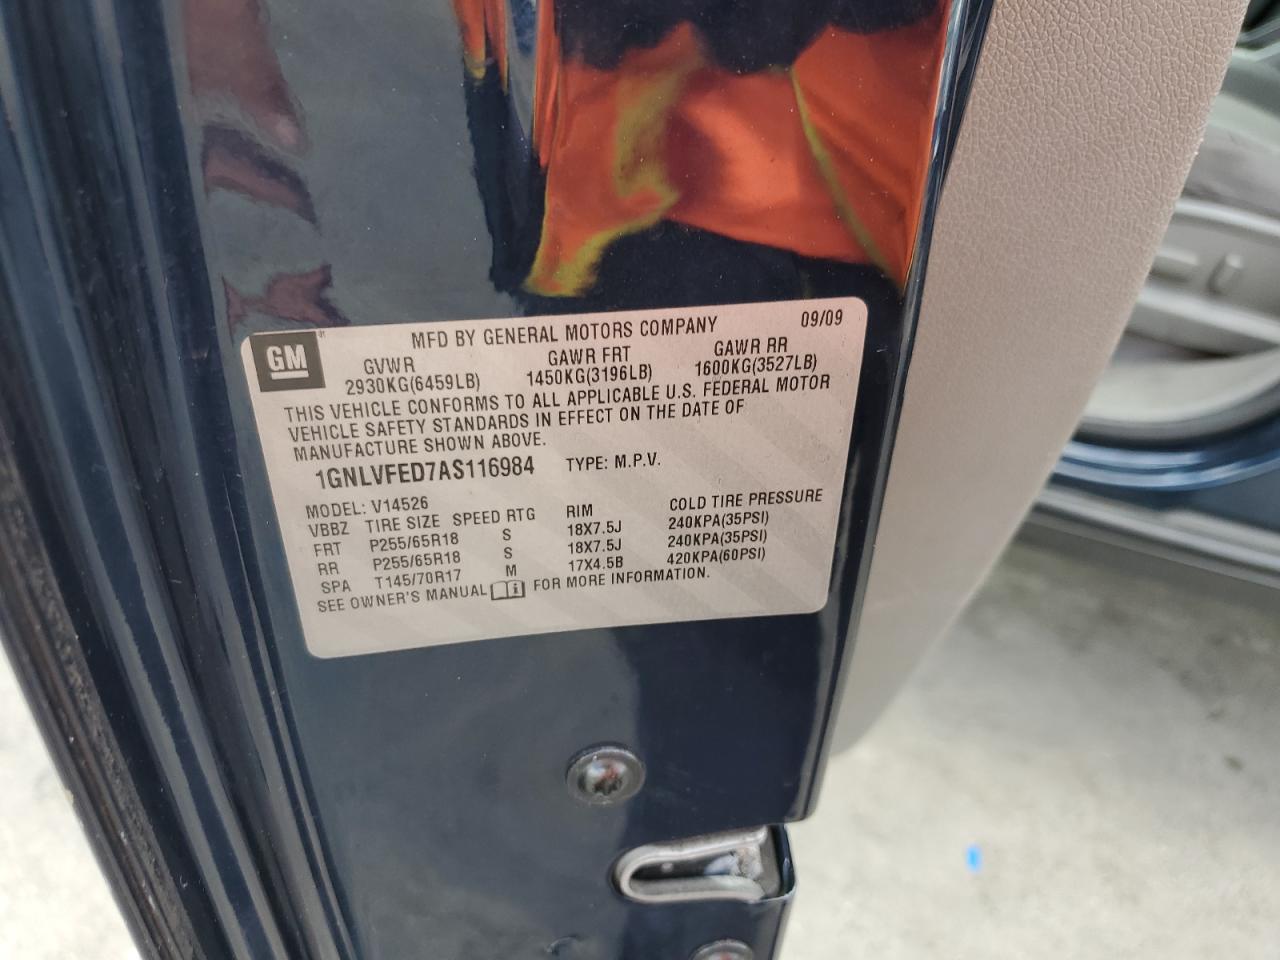 GM
MFD BY GENERAL MOTORS COMPANY 09/09
GVWR GAWR FRT GAWR RR
2930KG(6459LB) 1450KG(3196LB) 1600KG(3527LB)
THIS VEHICLE CONFORMS TO ALL APPLICABLE U.S. FEDERAL MOTOR
VEHICLE SAFETY STANDARDS IN EFFECT ON THE DATE OF
MANUFACTURE SHOWN ABOVE.
1GNLVFED7AS116984 TYPE: M.P.V.
MODEL: V14526
VBBZ TIRE SIZE SPEED RTG RIM COLD TIRE PRESSURE
FRT P255/65R18 S 18X7.5J 240KPA(35PSI)
RR P255/65R18 S 18X7.5J 240KPA(35PSI)
SPA T145/70R17 M 17X4.5B 420KPA(60PSI)
SEE OWNER'S MANUAL FOR MORE INFORMATION.